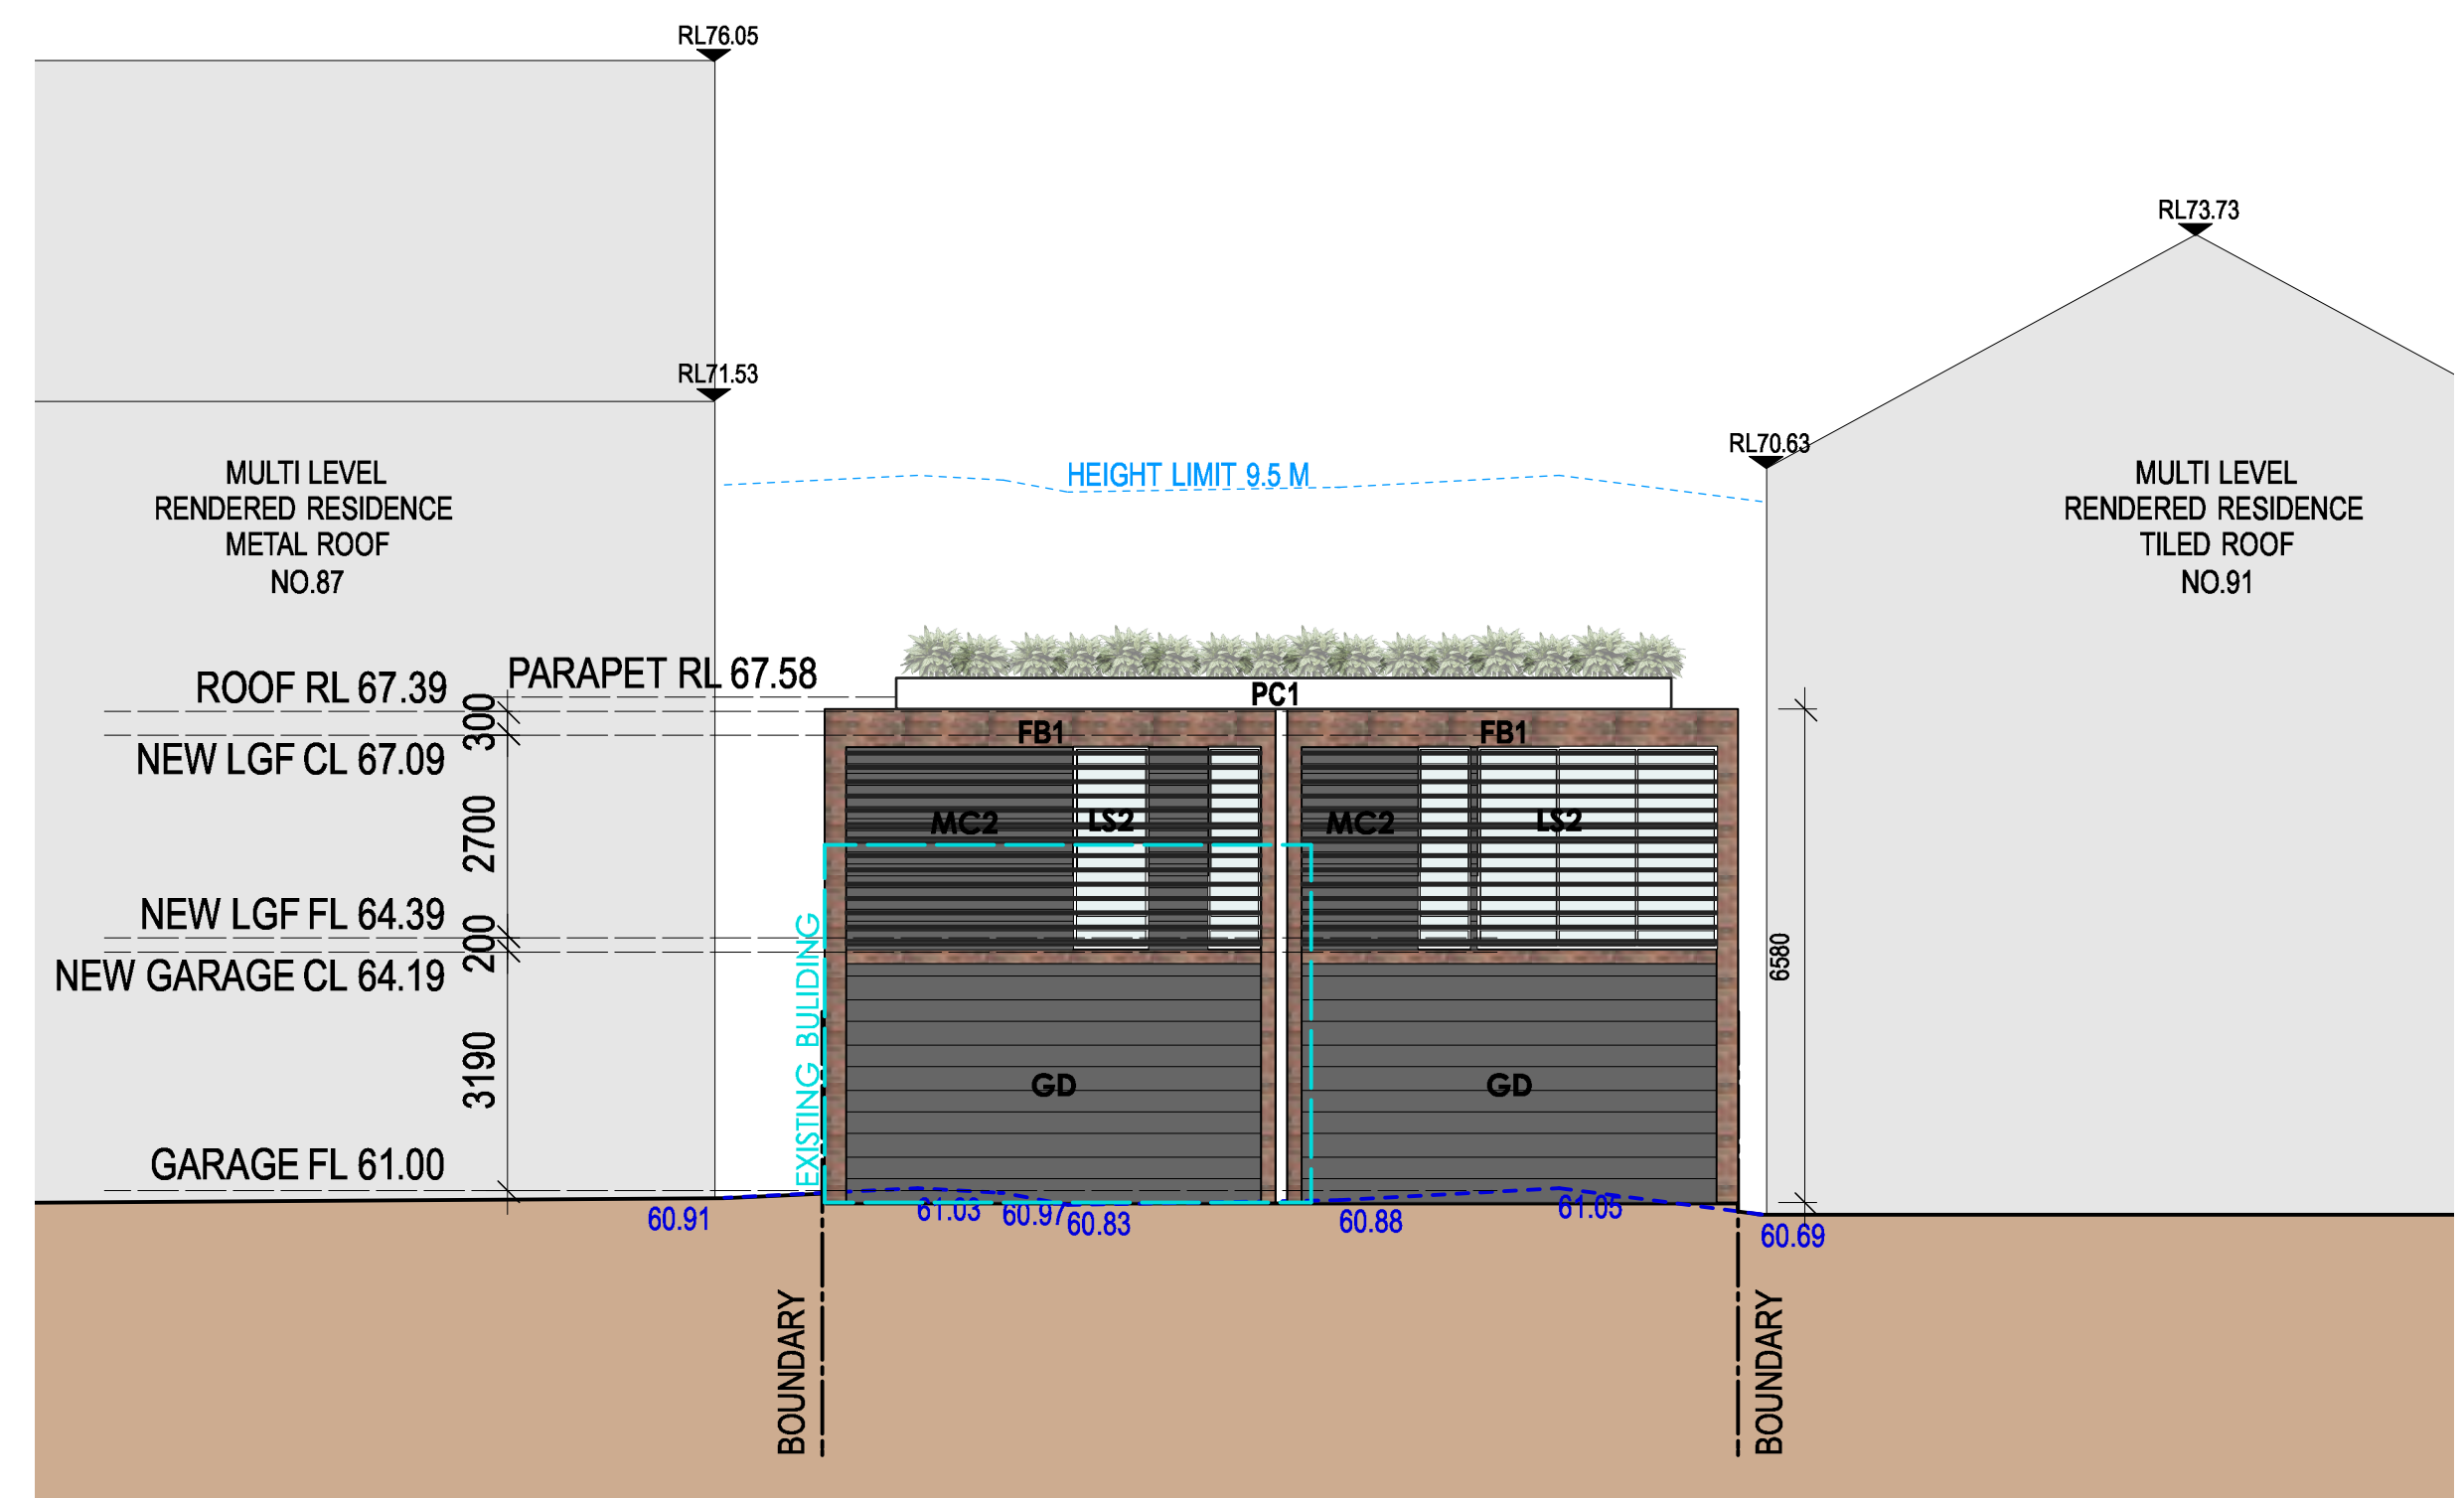 RL76.05
RL73.73
RL71.53
RL70.63
MULTI LEVEL
RENDERED RESIDENCE
METAL ROOF
NO.87
HEIGHT LIMIT 9.5 M
MULTI LEVEL
RENDERED RESIDENCE
TILED ROOF
NO.91
PARAPET RL 67.58
ROOF RL 67.39
300
NEW LGF CL 67.09
2700
NEW LGF FL 64.39
200
NEW GARAGE CL 64.19
3190
GARAGE FL 61.00
PC1
FB1
FB1
MC2
LS2
MC2
LS2
EXISTING BULIDING
6580
GD
GD
60.91
61.03
60.97
60.83
60.88
61.05
60.69
BOUNDARY
BOUNDARY